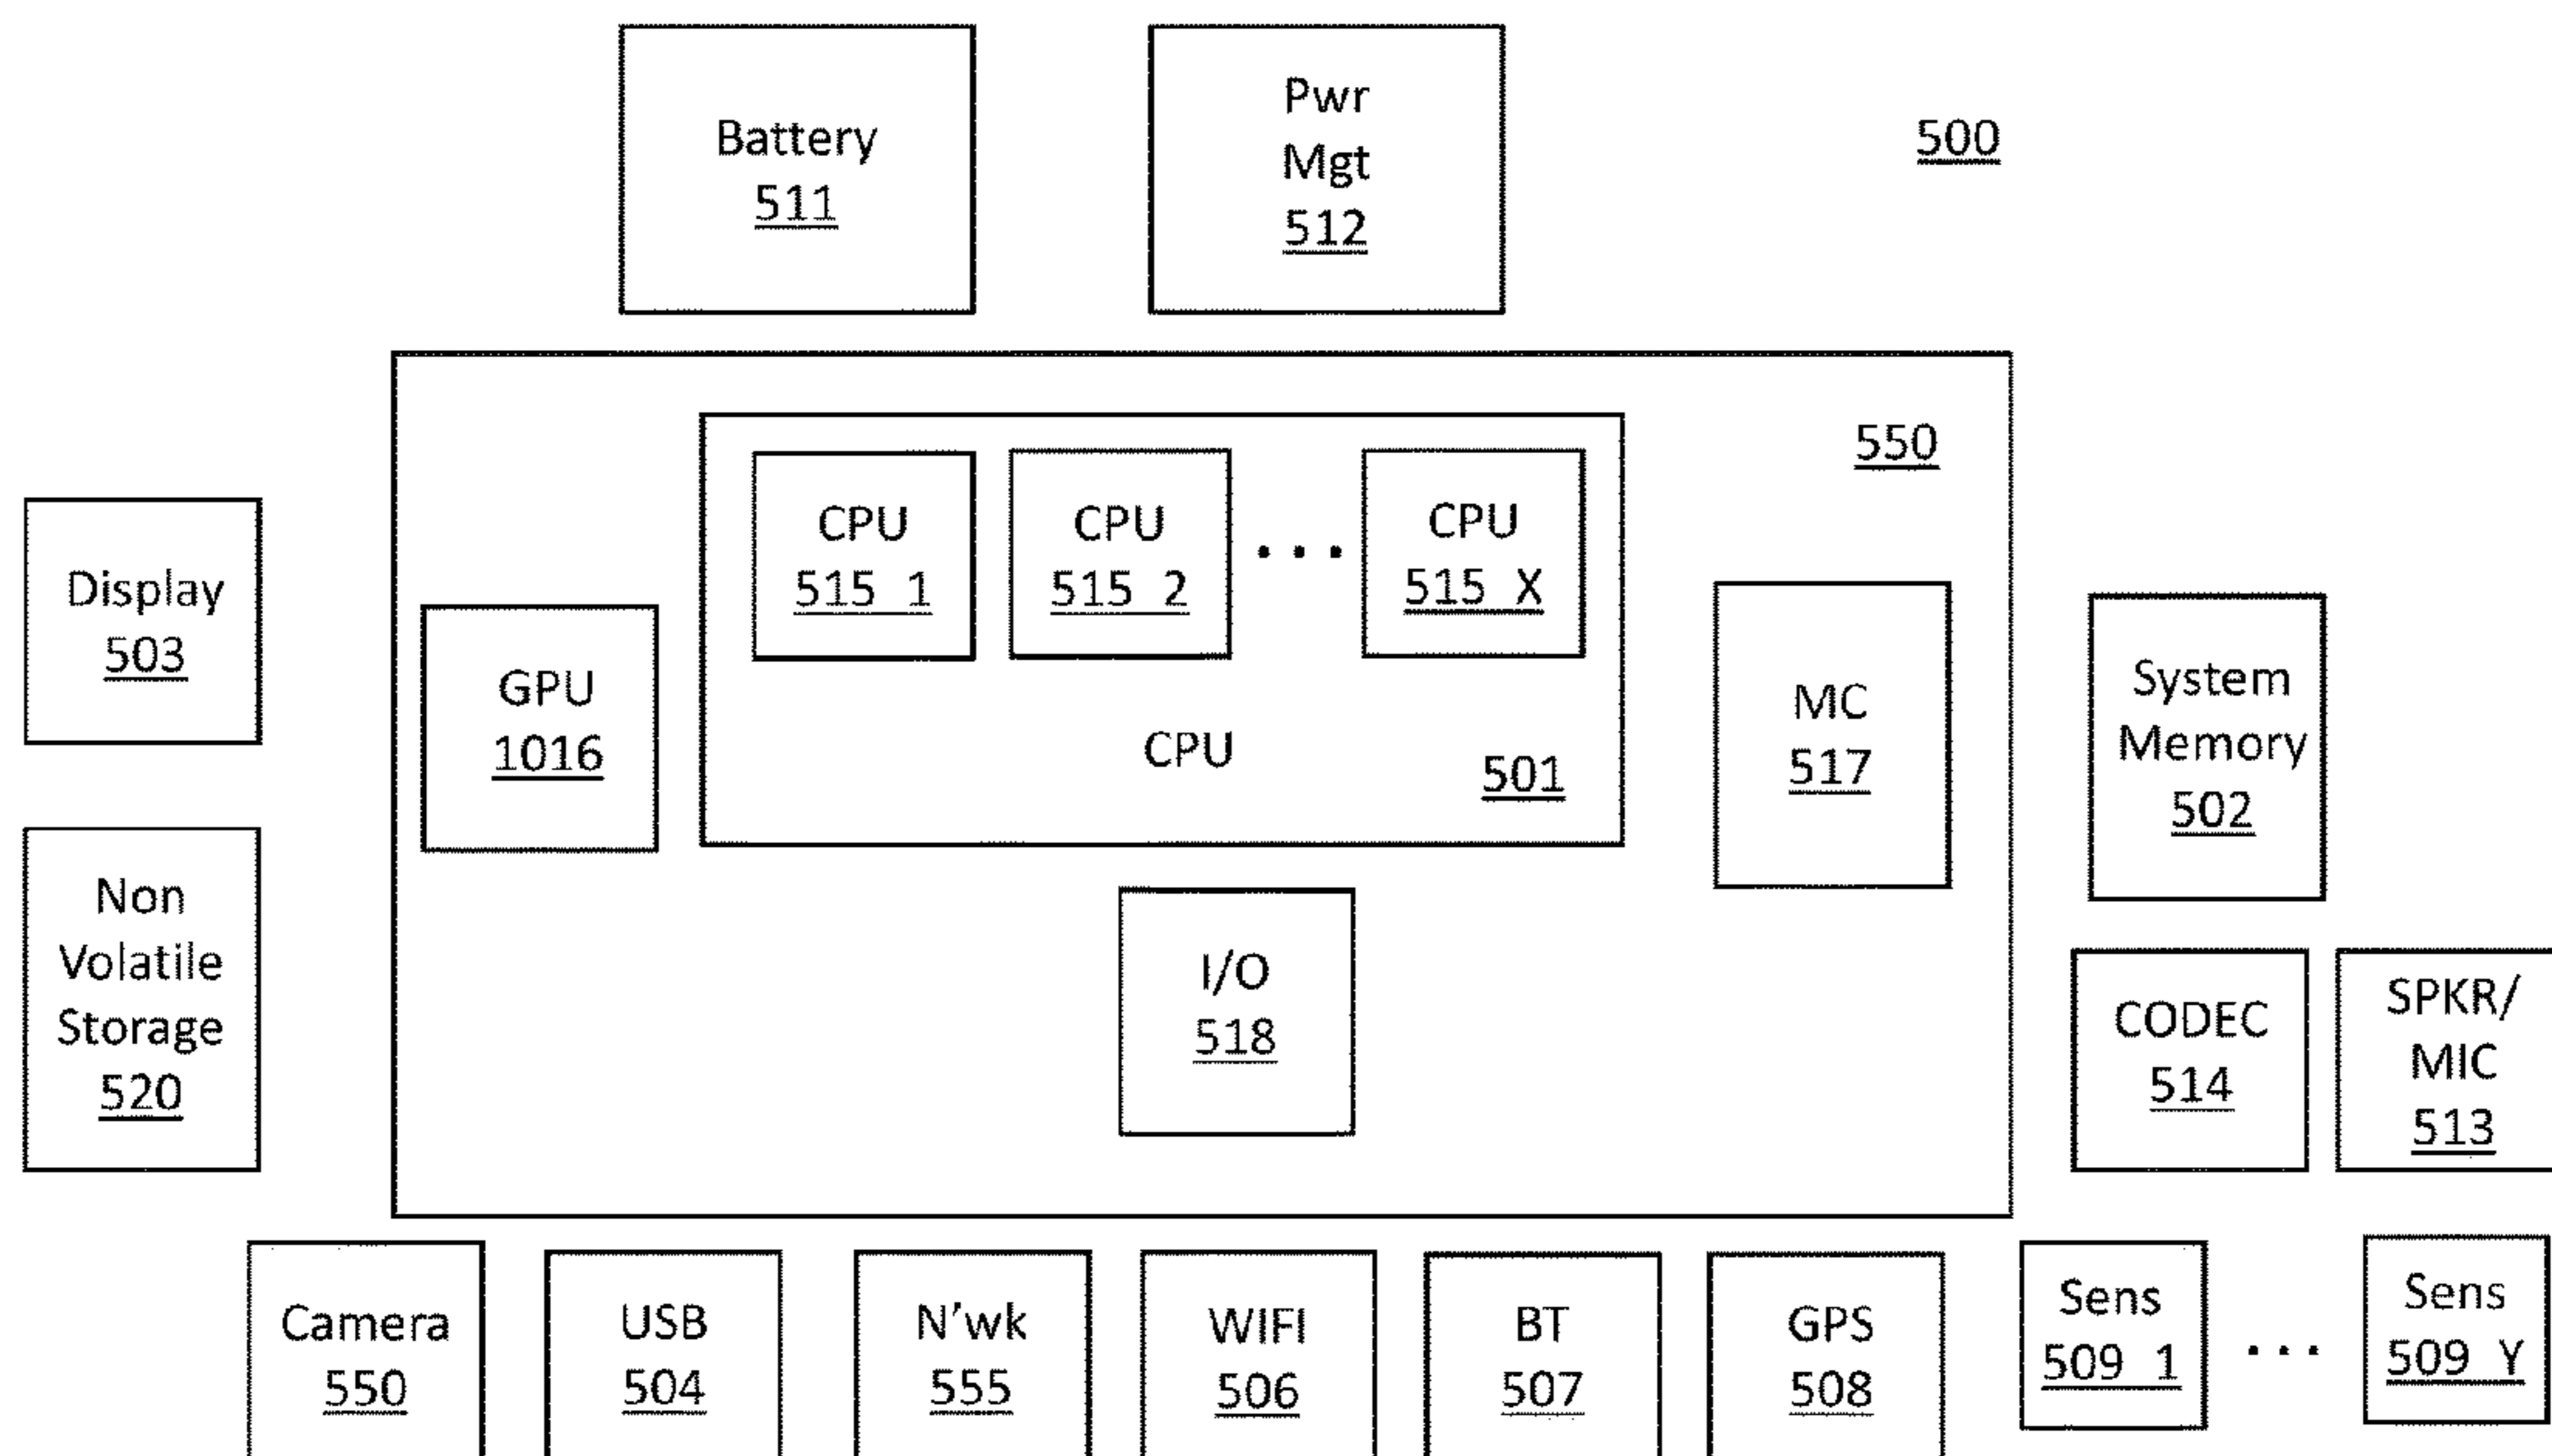 Battery
511
Pwr
Mgt
512
500
550
CPU
515_1
CPU
515_2
...
CPU
515_X
CPU
501
Display
503
GPU
1016
MC
517
System
Memory
502
Non
Volatile
Storage
520
I/O
518
CODEC
514
SPKR/
MIC
513
Camera
550
USB
504
N'wk
555
WIFI
506
BT
507
GPS
508
Sens
509_1
...
Sens
509_Y